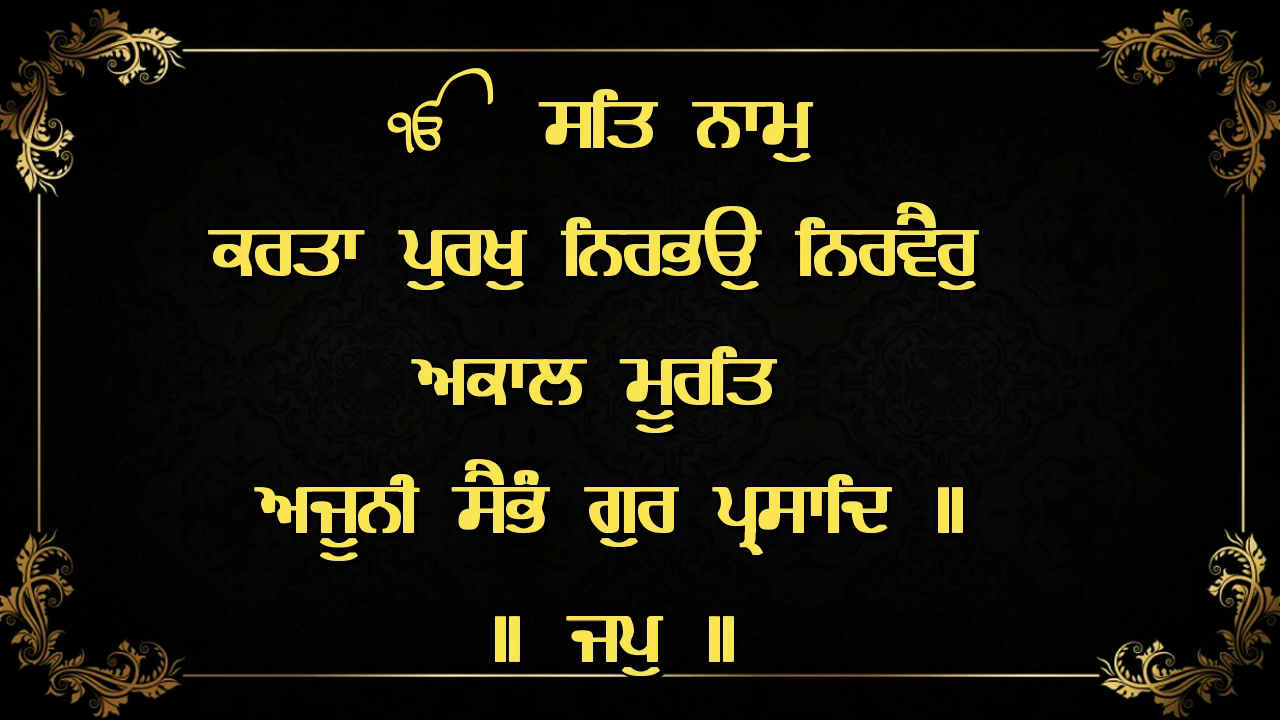 ੴ ਸਤਿ ਨਾਮੁ
ਕਰਤਾ ਪੁਰਖੁ ਨਿਰਭਉ ਨਿਰਵੈਰੁ
ਅਕਾਲ ਮੂਰਤਿ
ਅਜੂਨੀ ਸੈਭੰ ਗੁਰ ਪ੍ਰਸਾਦਿ ॥
॥ ਜਪੁ ॥